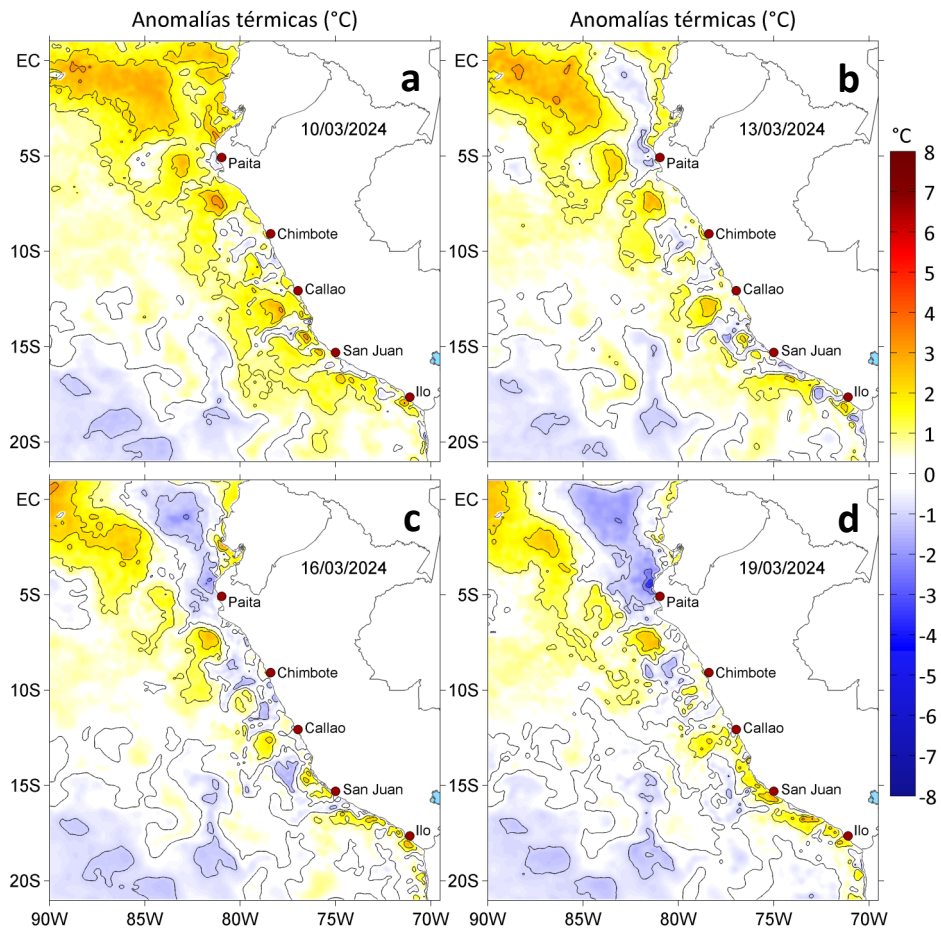 Anomalías térmicas (°C)
Anomalías térmicas (°C)
EC
5S
10S
15S
20S
a
10/03/2024
Paita
Chimbote
Callao
San Juan
Ilo
b
13/03/2024
EC
5S
10S
15S
20S
Paita
Chimbote
Callao
San Juan
Ilo
c
16/03/2024
EC
5S
10S
15S
20S
Paita
Chimbote
Callao
San Juan
Ilo
90W
85W
80W
75W
70W
d
19/03/2024
EC
5S
10S
15S
20S
Paita
Chimbote
Callao
San Juan
Ilo
90W
85W
80W
75W
70W
°C
8
7
6
5
4
3
2
1
0
-1
-2
-3
-4
-5
-6
-7
-8